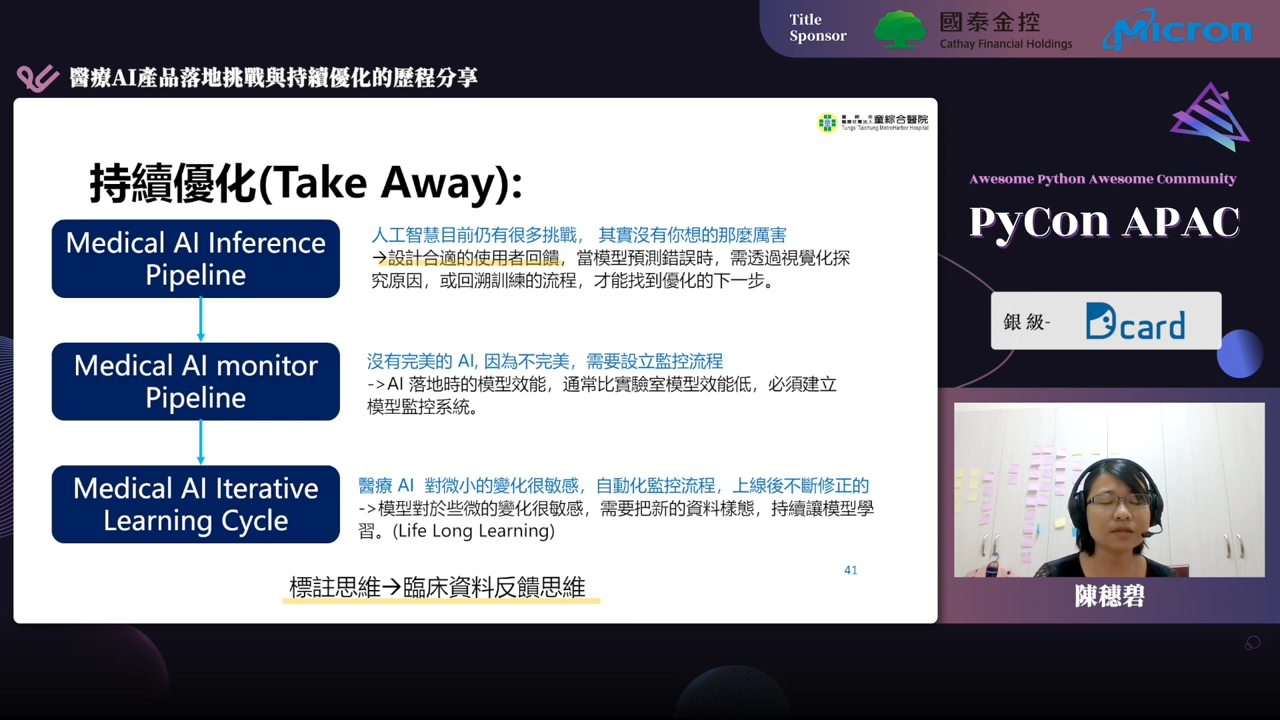 Title
Sponsor
國泰金控
Cathay Financial Holdings
Micron
醫療AI產品落地挑戰與持續優化的歷程分享
童綜合醫院
Tungs' Taichung MetroHarbor Hospital
持續優化(Take Away):
Medical AI Inference
Pipeline
人工智慧目前仍有很多挑戰, 其實沒有你想的那麼厲害
→設計合適的使用者回饋，當模型預測錯誤時，需透過視覺化探
究原因，或回溯訓練的流程，才能找到優化的下一步。
Medical AI monitor
Pipeline
沒有完美的 AI, 因為不完美，需要設立監控流程
->AI 落地時的模型效能，通常比實驗室模型效能低，必須建立
模型監控系統。
Medical AI Iterative
Learning Cycle
醫療 AI 對微小的變化很敏感，自動化監控流程，上線後不斷修正的
->模型對於些微的變化很敏感，需要把新的資料樣態，持續讓模型學
習。(Life Long Learning)
41
標註思維→臨床資料反饋思維
Awesome Python Awesome Community
PyCon APAC
銀 級-
Dcard
陳穗碧